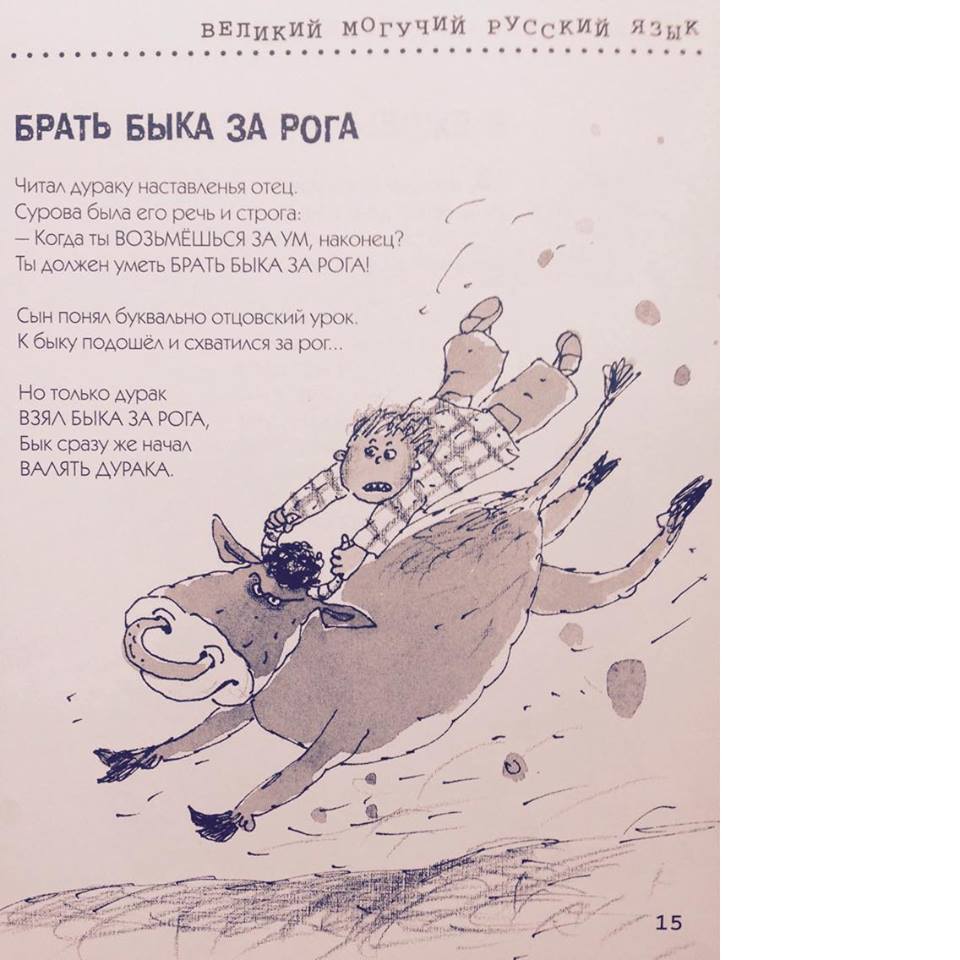 ВЕЛИКИЙ МОГУЧИЙ РУССКИЙ ЯЗЫК
БРАТЬ БЫКА ЗА РОГА
Читал дураку наставленья отец.
Сурова была его речь и строга:
— Когда ты ВОЗЬМЁШЬСЯ ЗА УМ, наконец?
Ты должен уметь БРАТЬ БЫКА ЗА РОГА!
Сын понял буквально отцовский урок.
К быку подошёл и схватился за рог...
Но только дурак
ВЗЯЛ БЫКА ЗА РОГА,
Бык сразу же начал
ВАЛЯТЬ ДУРАКА.
15